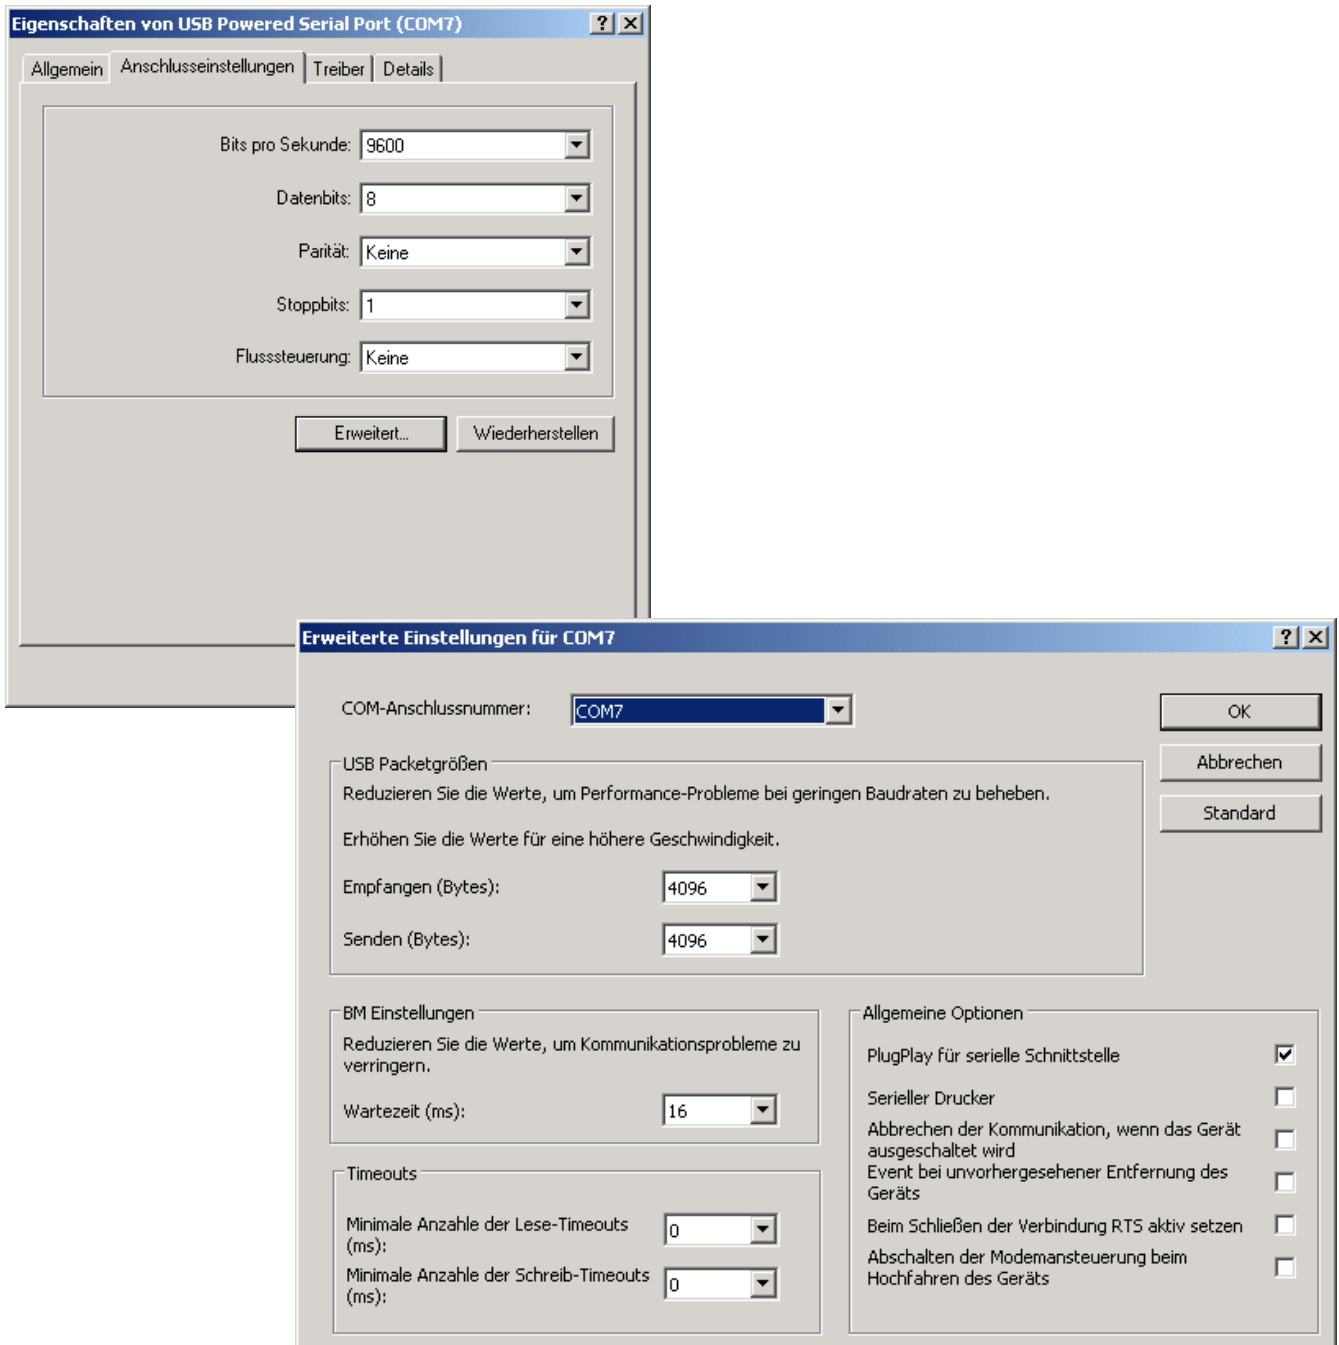 Eigenschaften von USB Powered Serial Port (COM7)
Allgemein Anschlusseinstellungen Treiber Details
Bits pro Sekunde: 9600
Datenbits: 8
Parität: Keine
Stoppbits: 1
Flusssteuerung: Keine
Erweitert... Wiederherstellen
Erweiterte Einstellungen für COM7
COM-Anschlussnummer: COM7
OK
Abbrechen
Standard
USB Packetgrößen
Reduzieren Sie die Werte, um Performance-Probleme bei geringen Baudraten zu beheben.
Erhöhen Sie die Werte für eine höhere Geschwindigkeit.
Empfangen (Bytes): 4096
Senden (Bytes): 4096
BM Einstellungen
Reduzieren Sie die Werte, um Kommunikationsprobleme zu
verringern.
Wartezeit (ms): 16
Timeouts
Minimale Anzahle der Lese-Timeouts
(ms): 0
Minimale Anzahle der Schreib-Timeouts
(ms): 0
Allgemeine Optionen
PlugPlay für serielle Schnittstelle
Serieller Drucker
Abbrechen der Kommunikation, wenn das Gerät
ausgeschaltet wird
Event bei unvorhergesehener Entfernung des
Geräts
Beim Schließen der Verbindung RTS aktiv setzen
Abschalten der Modemansteuerung beim
Hochfahren des Geräts